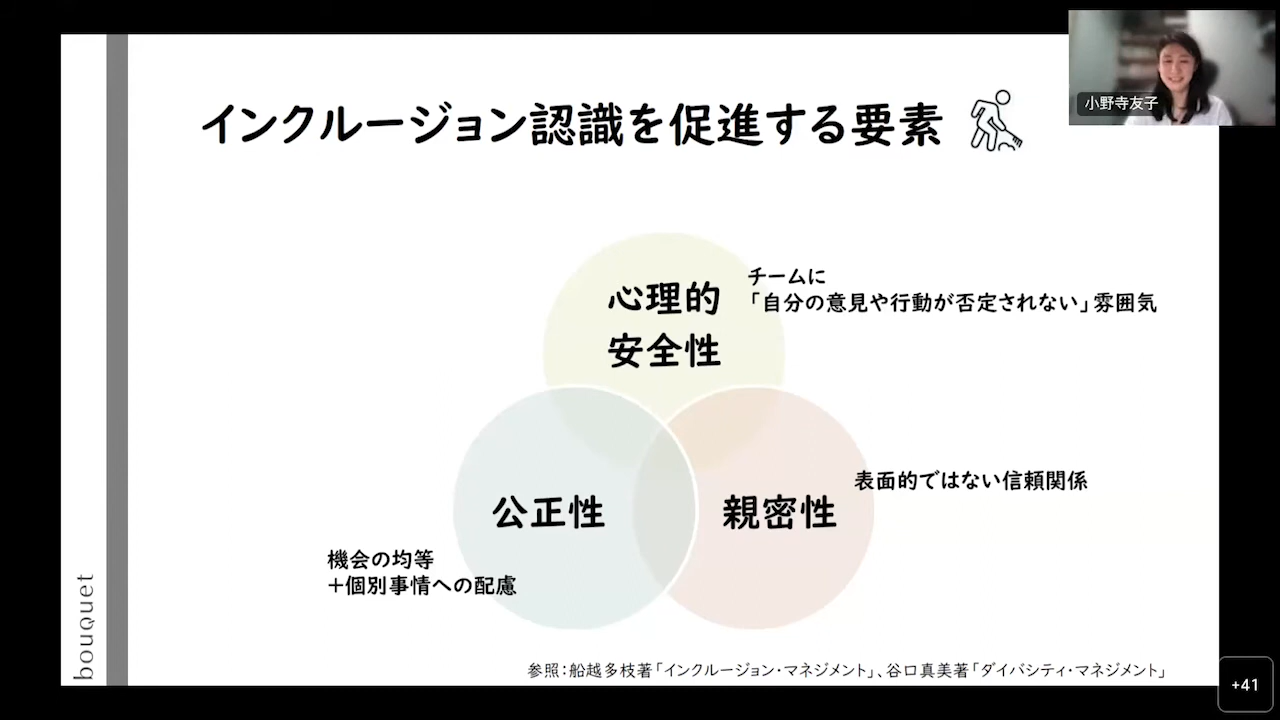 インクルージョン認識を促進する要素
小野寺友子
心理的
安全性
チームに
「自分の意見や行動が否定されない」雰囲気
公正性
親密性
表面的ではない信頼関係
機会の均等
＋個別事情への配慮
bouquet
参照：船越多枝著「インクルージョン・マネジメント」、谷口真美著「ダイバシティ・マネジメント」
+41